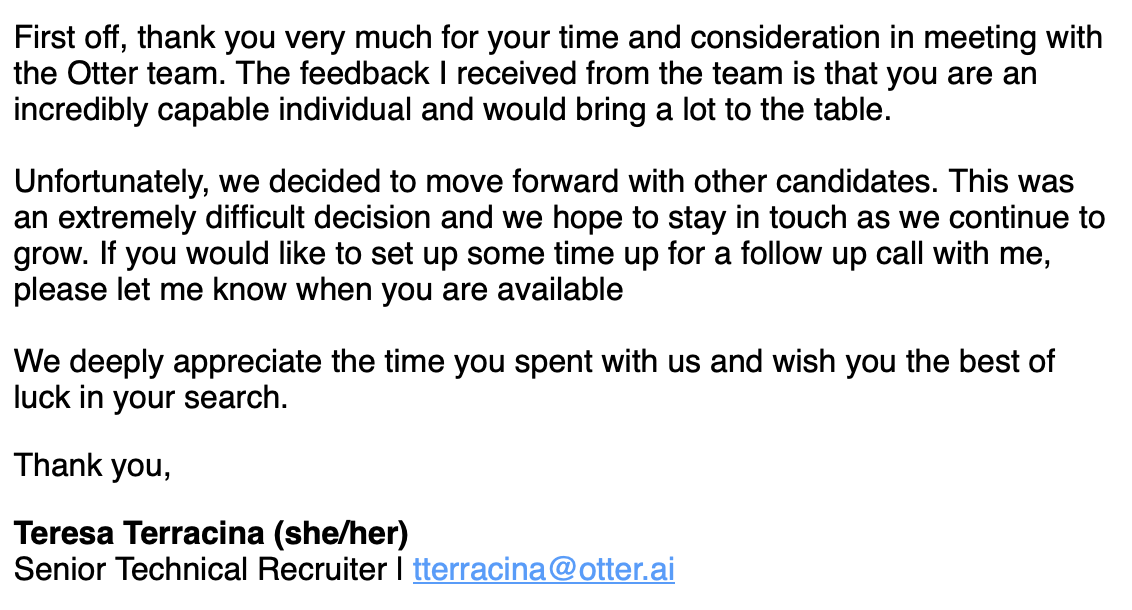 First off, thank you very much for your time and consideration in meeting with
the Otter team. The feedback I received from the team is that you are an
incredibly capable individual and would bring a lot to the table.
Unfortunately, we decided to move forward with other candidates. This was
an extremely difficult decision and we hope to stay in touch as we continue to
grow. If you would like to set up some time up for a follow up call with me,
please let me know when you are available
We deeply appreciate the time you spent with us and wish you the best of
luck in your search.
Thank you,
Teresa Terracina (she/her)
Senior Technical Recruiter | tterracina@otter.ai